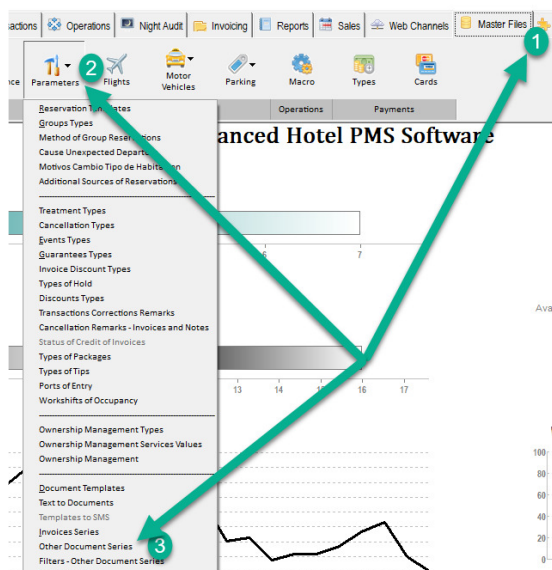 actions Operations Night Audit Invoicing Reports Sales Web Channels Master Files 1
2
Parameters Flights Motor Vehicles Parking Macro Types Cards
Operations Payments
anced Hotel PMS Software
Reservation
Groups Types
Method of Group Reservations
Cause Unexpected
Motivos Cambio Tipo de Habitacion
Additional Sources of Reservations
Treatment Types
Cancellation Types
Events Types
Guarantees Types
Invoice Discount Types
Types of Hold
Discounts Types
Transactions Corrections Remarks
Cancellation Remarks - Invoices and Notes
Status of Credit of Invoices
Types of Packages
Types of Tips
Ports of Entry
Workshifts of Occupancy
Ownership Management Types
Ownership Management Services Values
Ownership Management
Document Templates
Text to Documents
Templates to SMS
Invoices Series
Other Document Series 3
Filters - Other Document Series
6 7
13 14 15 16 17
Ava
100
80
60
40
20
0